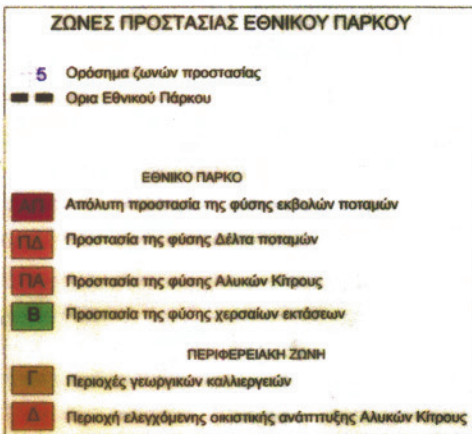 ΖΩΝΕΣ ΠΡΟΣΤΑΣΙΑΣ ΕΘΝΙΚΟΥ ΠΑΡΚΟΥ
5 Ορόσημα ζωνών προστασίας
Ορια Εθνικού Πάρκου
ΕΘΝΙΚΟ ΠΑΡΚΟ
ΑΠ Απόλυτη προστασία της φύσης εκβολών ποταμών
ΠΔ Προστασία της φύσης Δέλτα ποταμών
ΠΑ Προστασία της φύσης Αλυκών Κίτρους
Β Προστασία της φύσης χερσαίων εκτάσεων
ΠΕΡΙΦΕΡΕΙΑΚΗ ΖΩΝΗ
Γ Περιοχές γεωργικών καλλιεργειών
Δ Περιοχή ελεγχόμενης οικιστικής ανάπτυξης Αλυκών Κίτρους